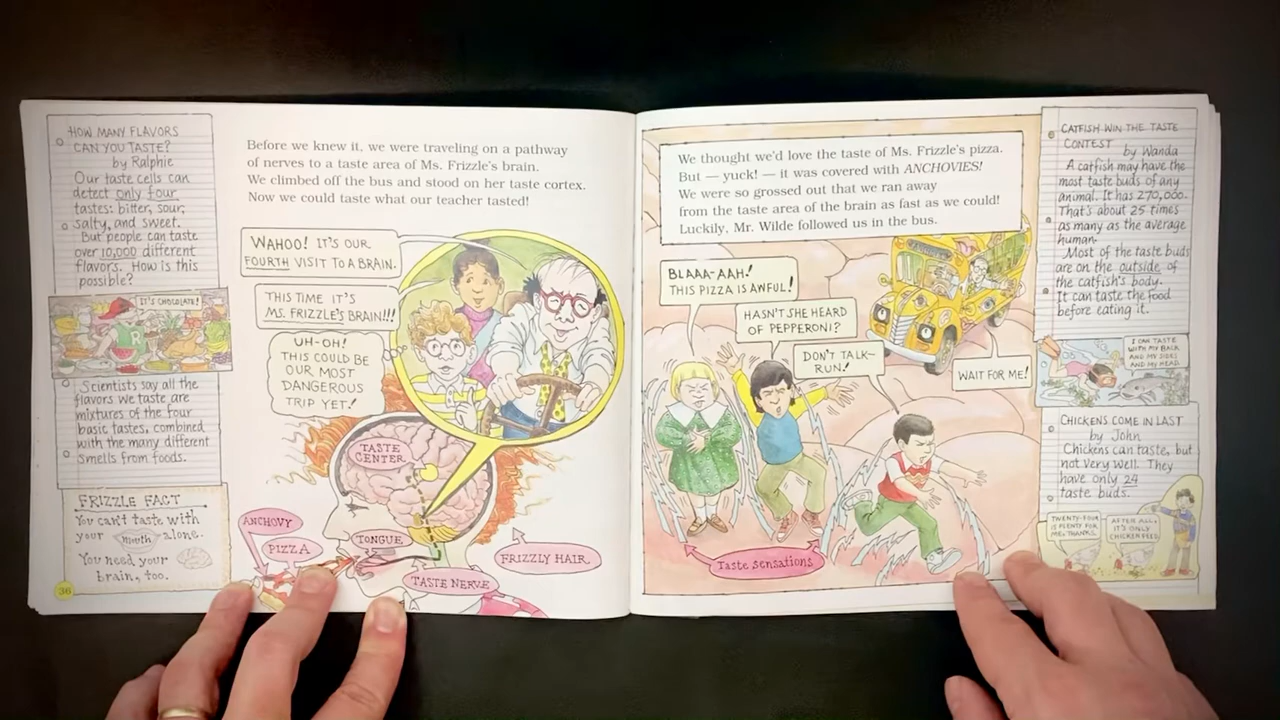 HOW MANY FLAVORS
CAN YOU TASTE?
by Ralphie
Our taste cells can
detect only four
tastes: bitter, sour,
salty, and sweet.
But people can taste
over 10,000 different
flavors. How is this
possible?
IT'S CHOCOLATE!
R
Scientists say all the
flavors we taste are
mixtures of the four
basic tastes, combined
with the many different
smells from foods.
FRIZZLE FACT
You can't taste with
your mouth alone.
You need your
brain, too.
36
Before we knew it, we were traveling on a pathway
of nerves to a taste area of Ms. Frizzle's brain.
We climbed off the bus and stood on her taste cortex.
Now we could taste what our teacher tasted!
WAHOO! IT'S OUR
FOURTH VISIT TO A BRAIN.
THIS TIME IT'S
MS. FRIZZLE'S BRAIN!!!
UH-OH!
THIS COULD BE
OUR MOST
DANGEROUS
TRIP YET!
TASTE
CENTER
ANCHOVY
PIZZA
TONGUE
TASTE NERVE
FRIZZLY HAIR
We thought we'd love the taste of Ms. Frizzle's pizza.
But — yuck! — it was covered with ANCHOVIES!
We were so grossed out that we ran away
from the taste area of the brain as fast as we could!
Luckily, Mr. Wilde followed us in the bus.
BLAAA-AAH!
THIS PIZZA IS AWFUL!
HASN'T SHE HEARD
OF PEPPERONI?
DON'T TALK—
RUN!
WAIT FOR ME!
Taste sensations
CATFISH WIN THE TASTE
CONTEST by Wanda
A catfish may have the
most taste buds of any
animal. It has 270,000.
That's about 25 times
as many as the average
human.
Most of the taste buds
are on the outside of
the catfish's body.
It can taste the food
before eating it.
I CAN TASTE
WITH MY BACK
AND MY SIDES
AND MY HEAD.
CHICKENS COME IN LAST
by John
Chickens can taste, but
not very well. They
have only 24
taste buds.
TWENTY-FOUR
IS PLENTY FOR
ME, THANKS.
AFTER ALL,
IT'S ONLY
CHICKEN FEED.